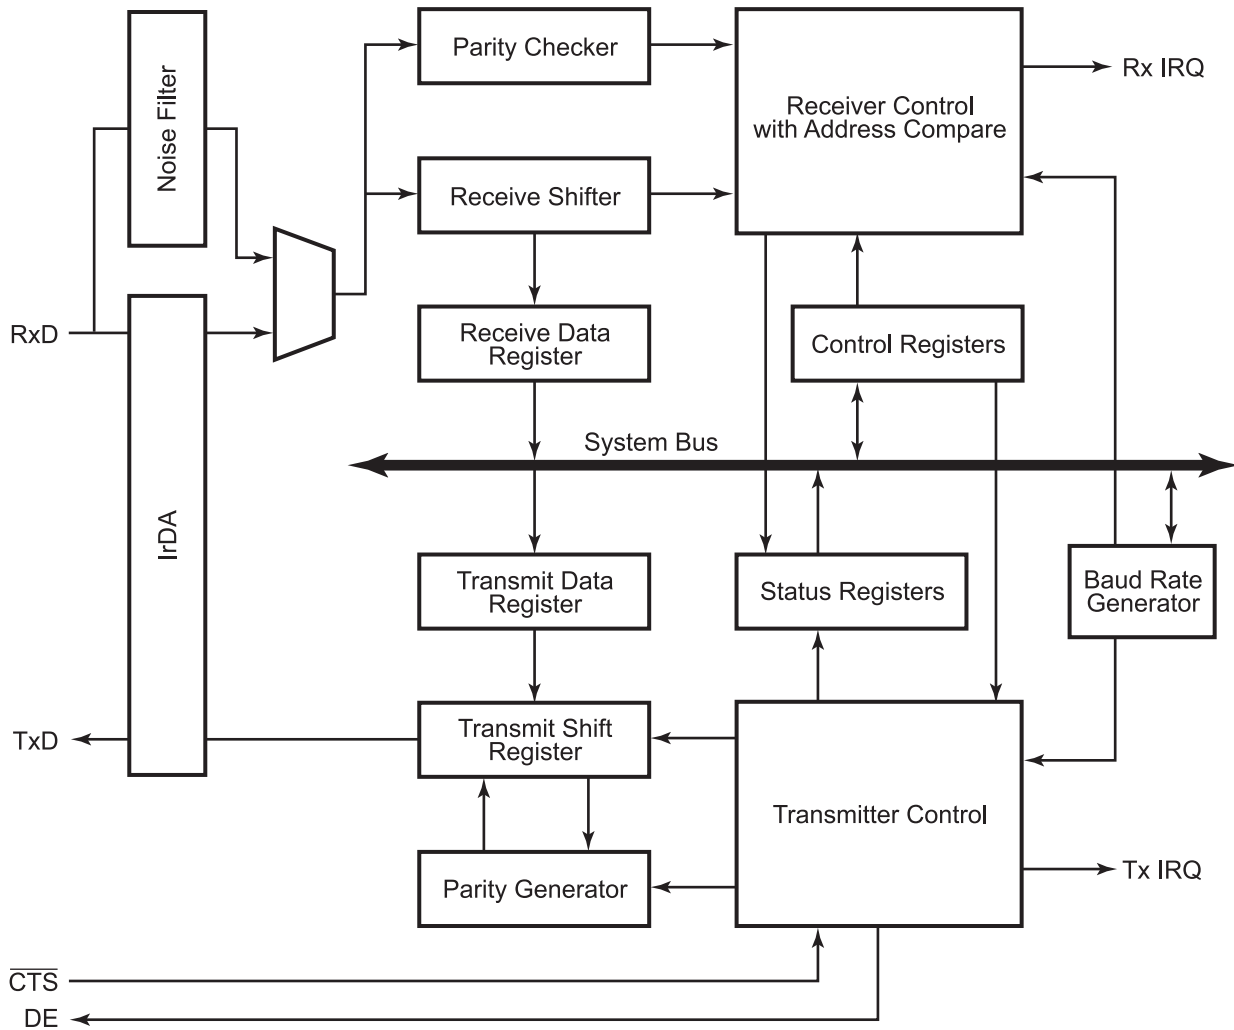 Noise Filter
Parity Checker
Receiver Control
with Address Compare
Rx IRQ
Receive Shifter
RxD
Receive Data
Register
Control Registers
System Bus
IrDA
Transmit Data
Register
Status Registers
Baud Rate
Generator
TxD
Transmit Shift
Register
Transmitter Control
Parity Generator
Tx IRQ
C̅T̅S̅
DE